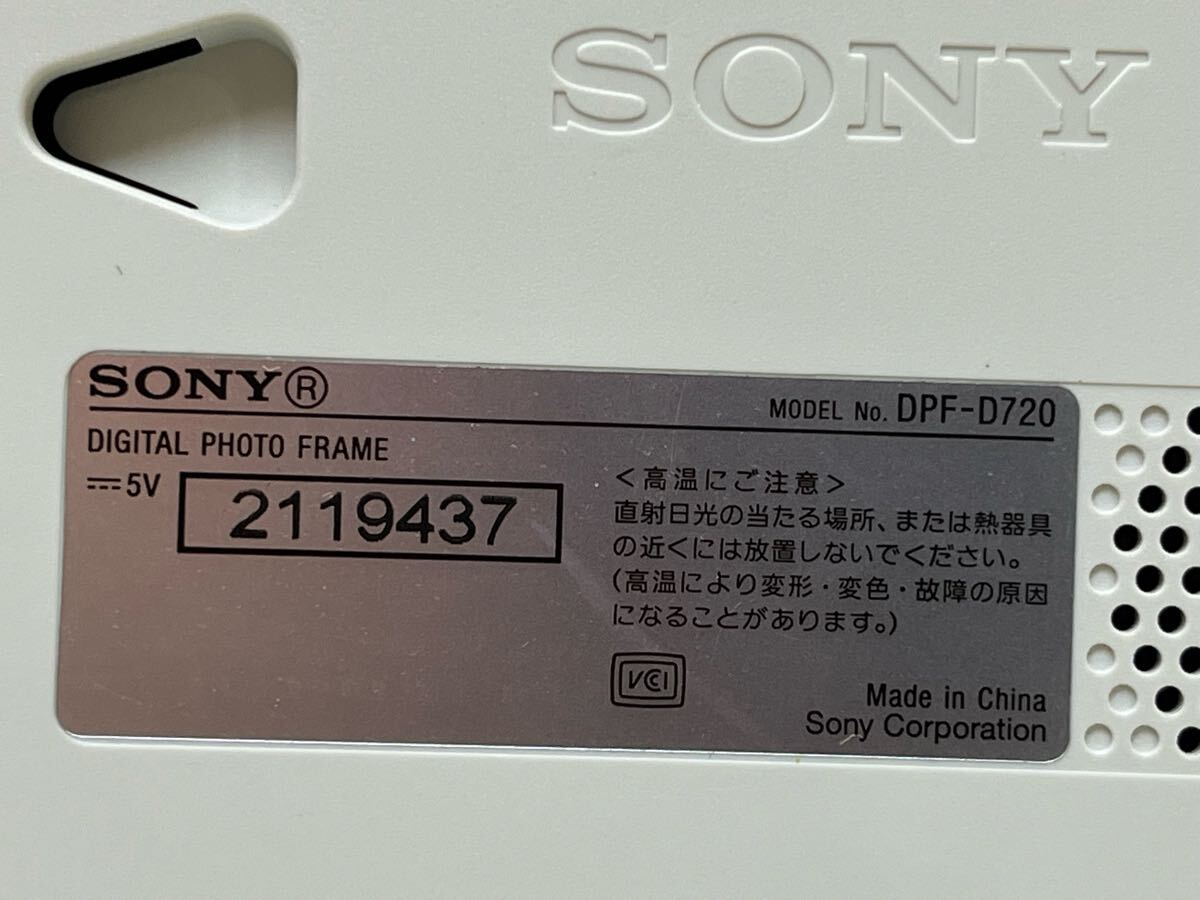 SONY
SONY®
MODEL No. DPF-D720
DIGITAL PHOTO FRAME
⎓5V
2119437
<高温にご注意>
直射日光の当たる場所、または熱器具
の近くには放置しないでください。
(高温により変形・変色・故障の原因
になることがあります。)
VCI
Made in China
Sony Corporation